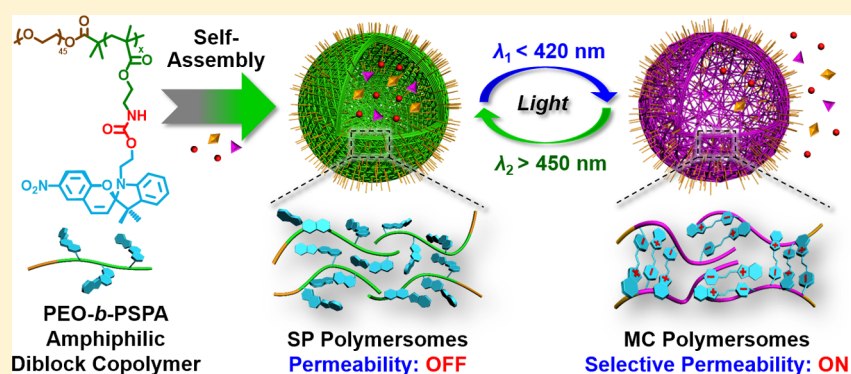 O
O
45
O
O
x
O
O
NH
O
O
O₂N
N
O
PEO-b-PSPA
Amphiphilic
Diblock Copolymer
Self-
Assembly
λ₁ < 420 nm
Light
λ₂ > 450 nm
SP Polymersomes
Permeability: OFF
MC Polymersomes
Selective Permeability: ON